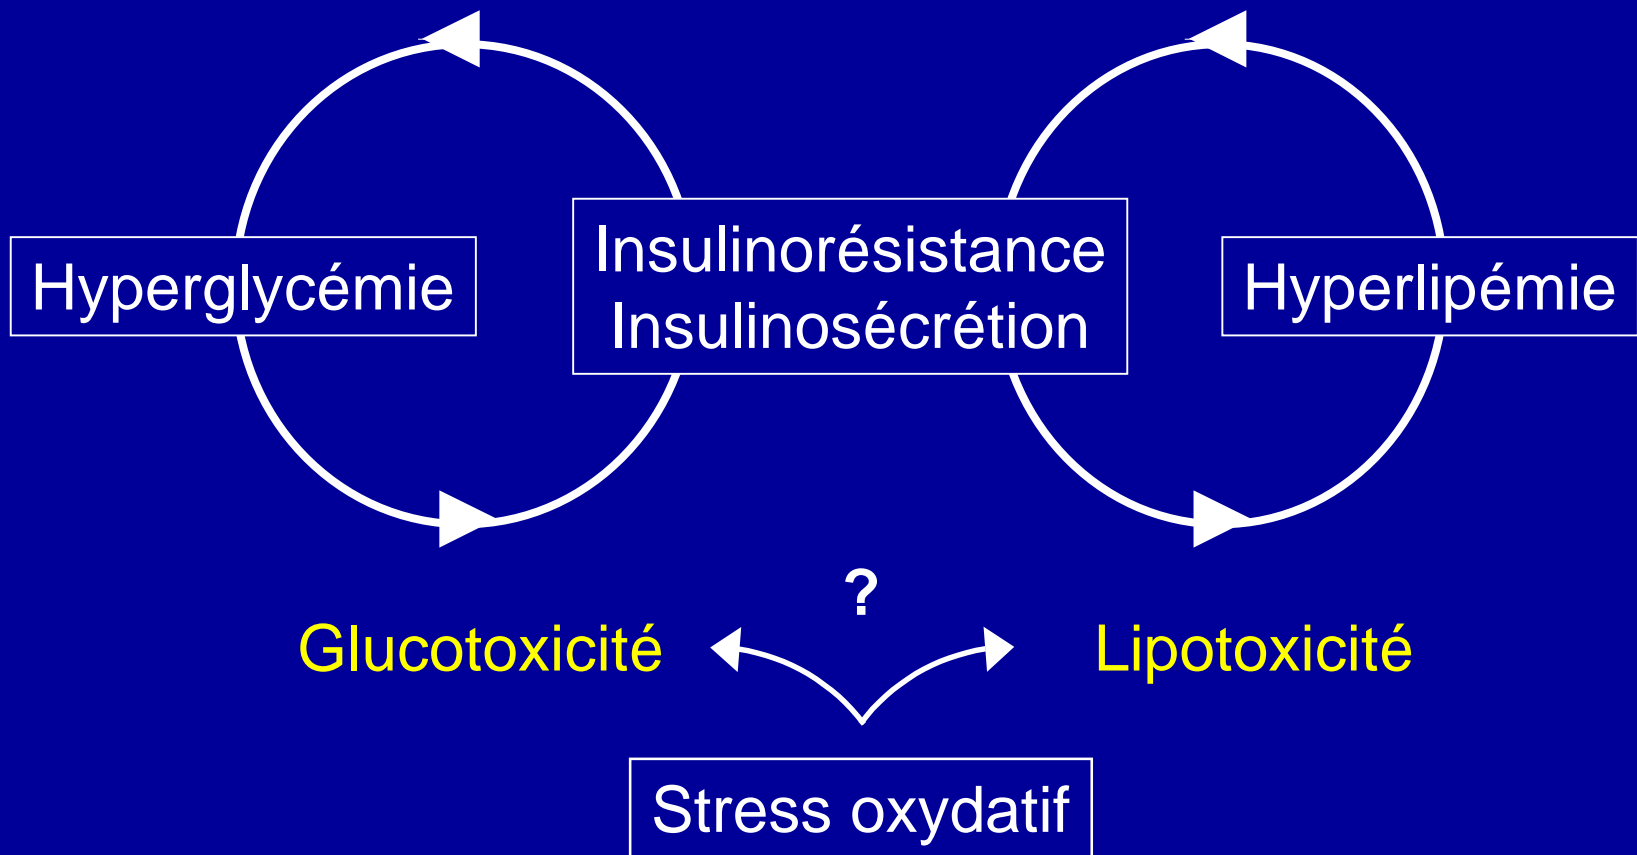 Hyperglycémie
Insulinorésistance
Insulinosécrétion
Hyperlipémie
?
Glucotoxicité
Lipotoxicité
Stress oxydatif